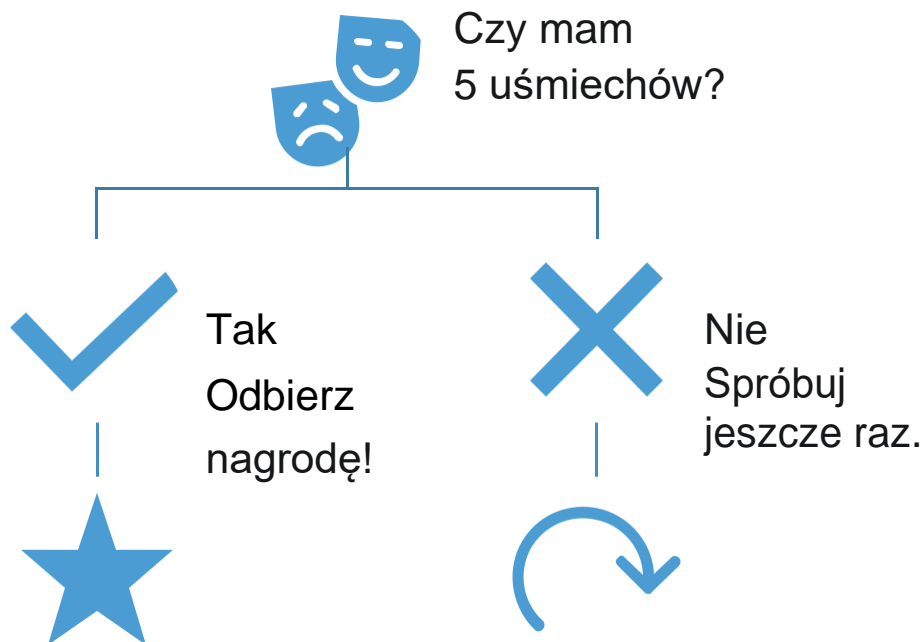 Czy mam
5 uśmiechów?
Tak
Odbierz
nagrodę!
Nie
Spróbuj
jeszcze raz.